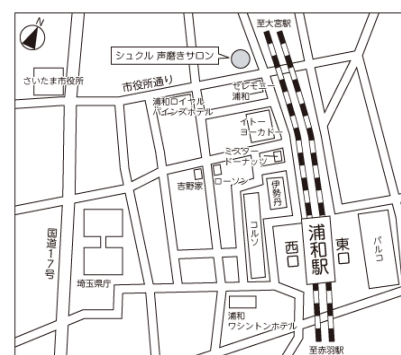 N
至大宮駅
シュクル 声磨きサロン
さいたま市役所
市役所通り
セレモニー
浦和
浦和ロイヤル
パインズホテル
イトー
ヨーカドー
ミスター
ドーナッツ
吉野家
ローソン
伊勢丹
コルソ
国道17号
埼玉県庁
西口
浦和駅
東口
パルコ
浦和
ワシントンホテル
至赤羽駅